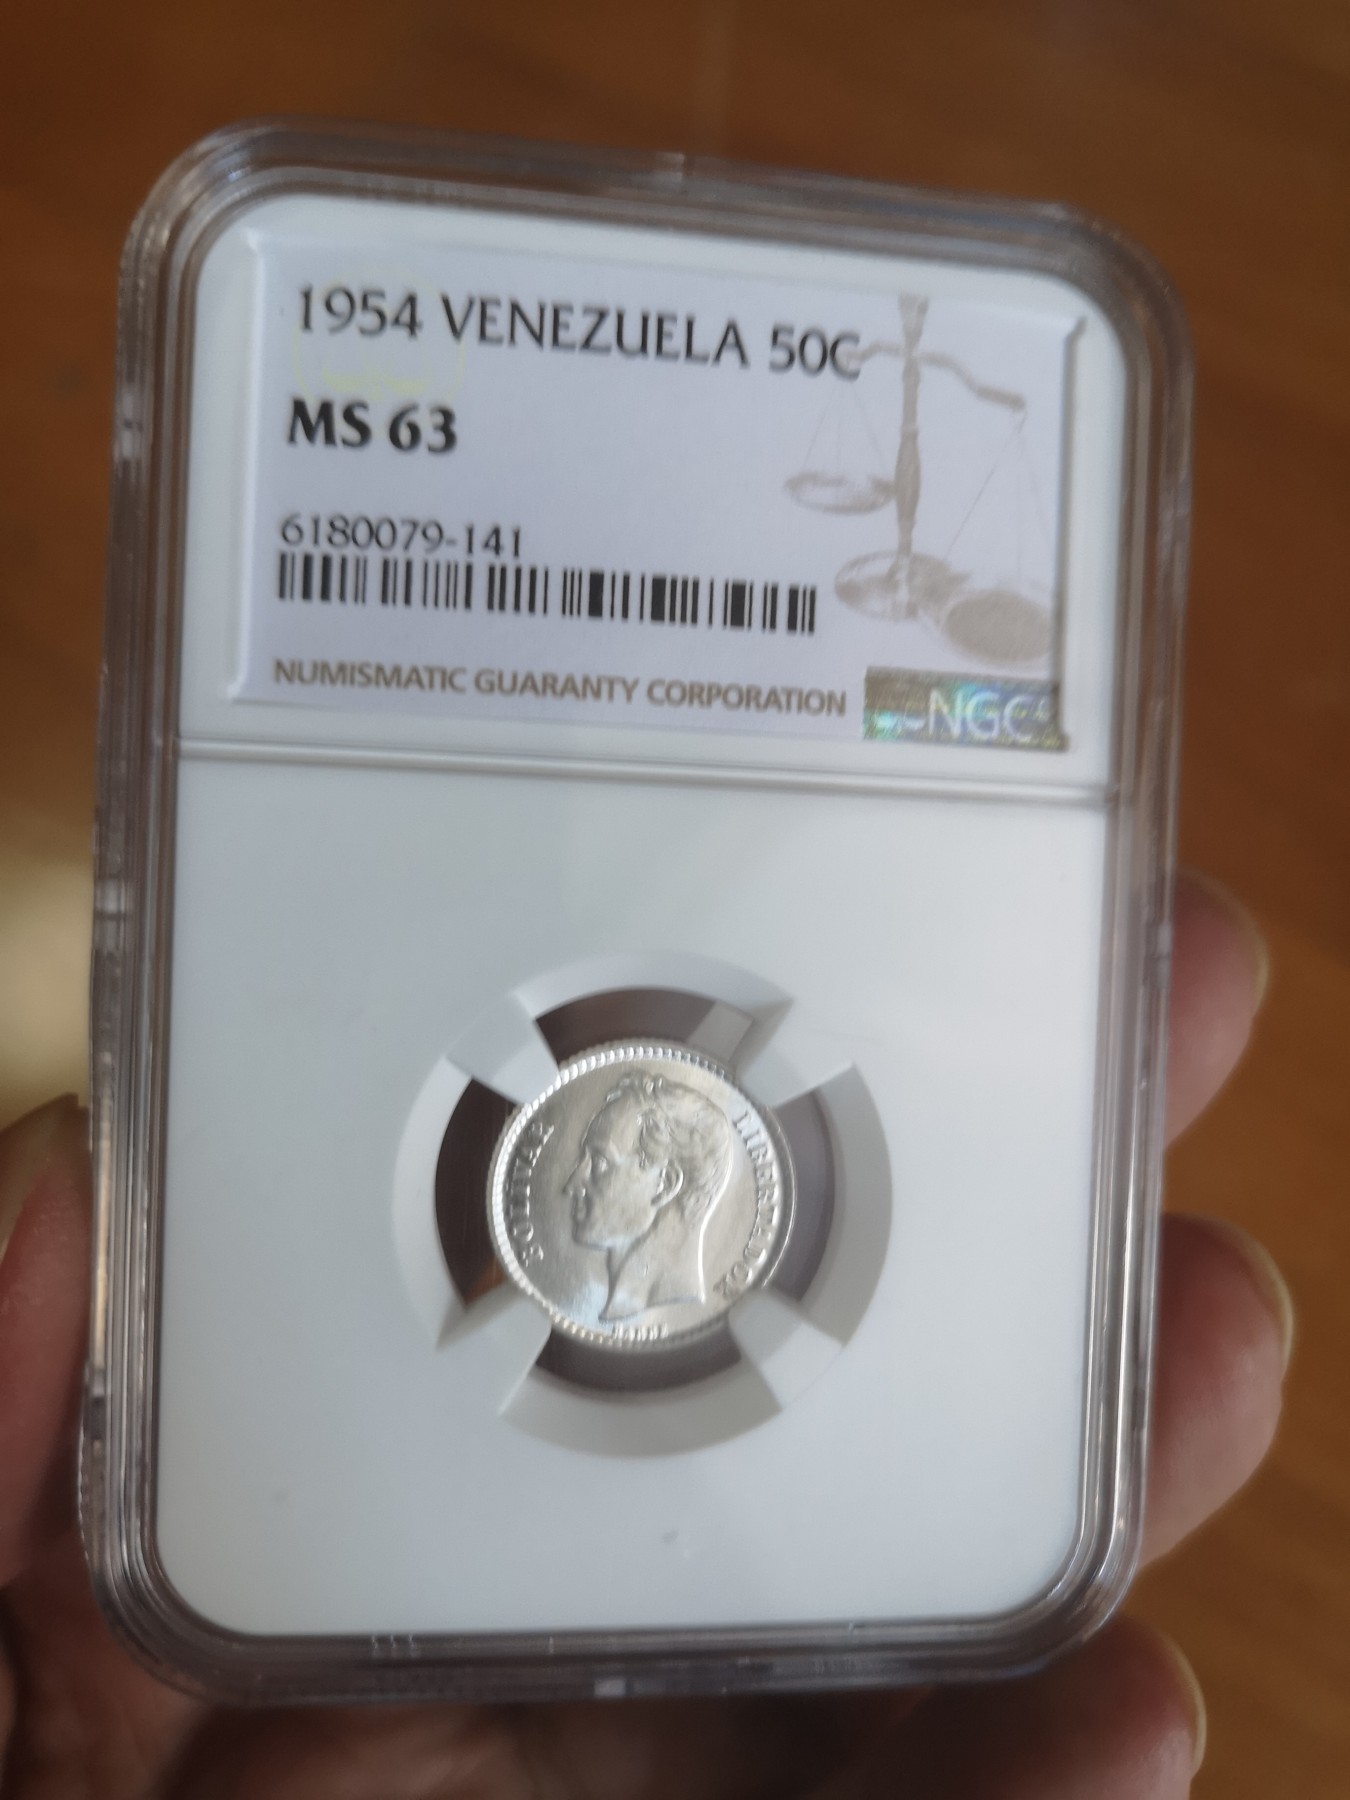 1954 VENEZUELA 50C
MS 63
6180079-141
NUMISMATIC GUARANTY CORPORATION
NGC
BOLIVAR
LIBERTADOR